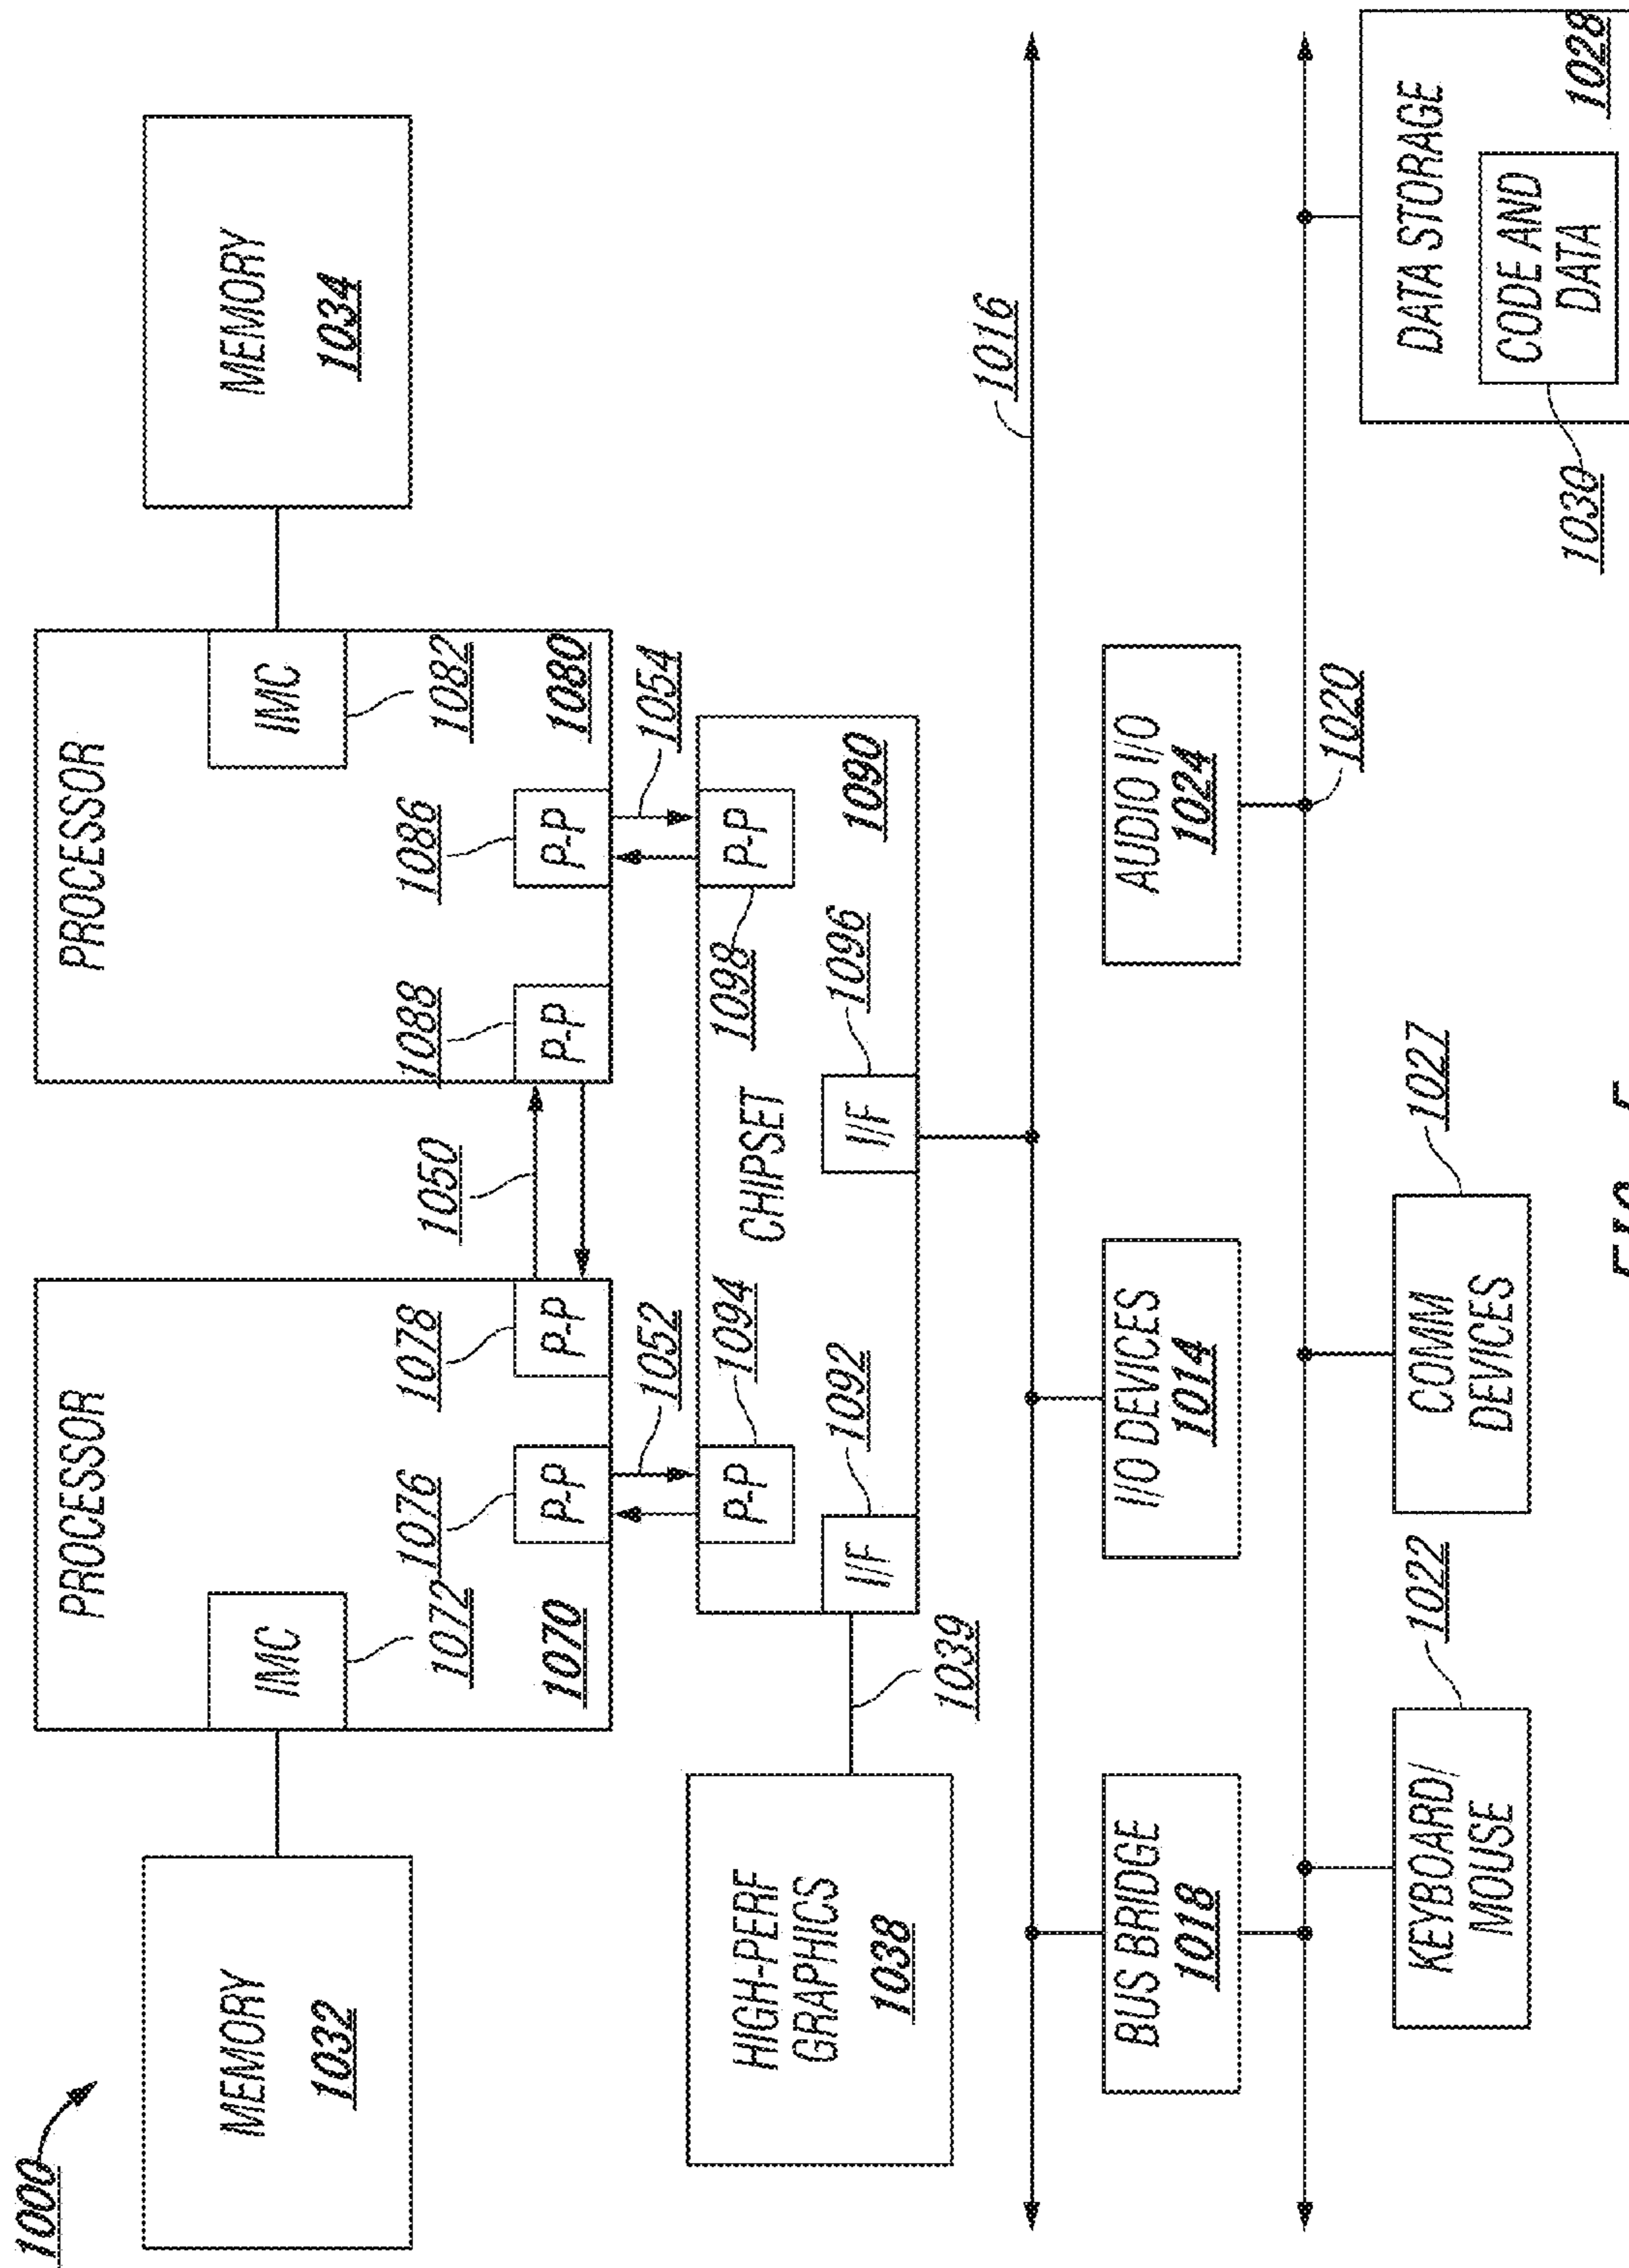 1000
PROCESSOR
PROCESSOR
MEMORY
1032
IMC
1072
1070
1076
P-P
1078
P-P
1050
1088
P-P
1086
P-P
IMC
1082
1080
MEMORY
1034
1052
1054
HIGH-PERF
GRAPHICS
1038
1039
P-P
1094
I/F
1092
CHIPSET
I/F
1096
P-P
1098
1090
1016
BUS BRIDGE
1018
I/O DEVICES
1014
AUDIO I/O
1024
1020
KEYBOARD/
MOUSE
1022
COMM
DEVICES
1027
DATA STORAGE
1028
CODE AND
DATA
1030